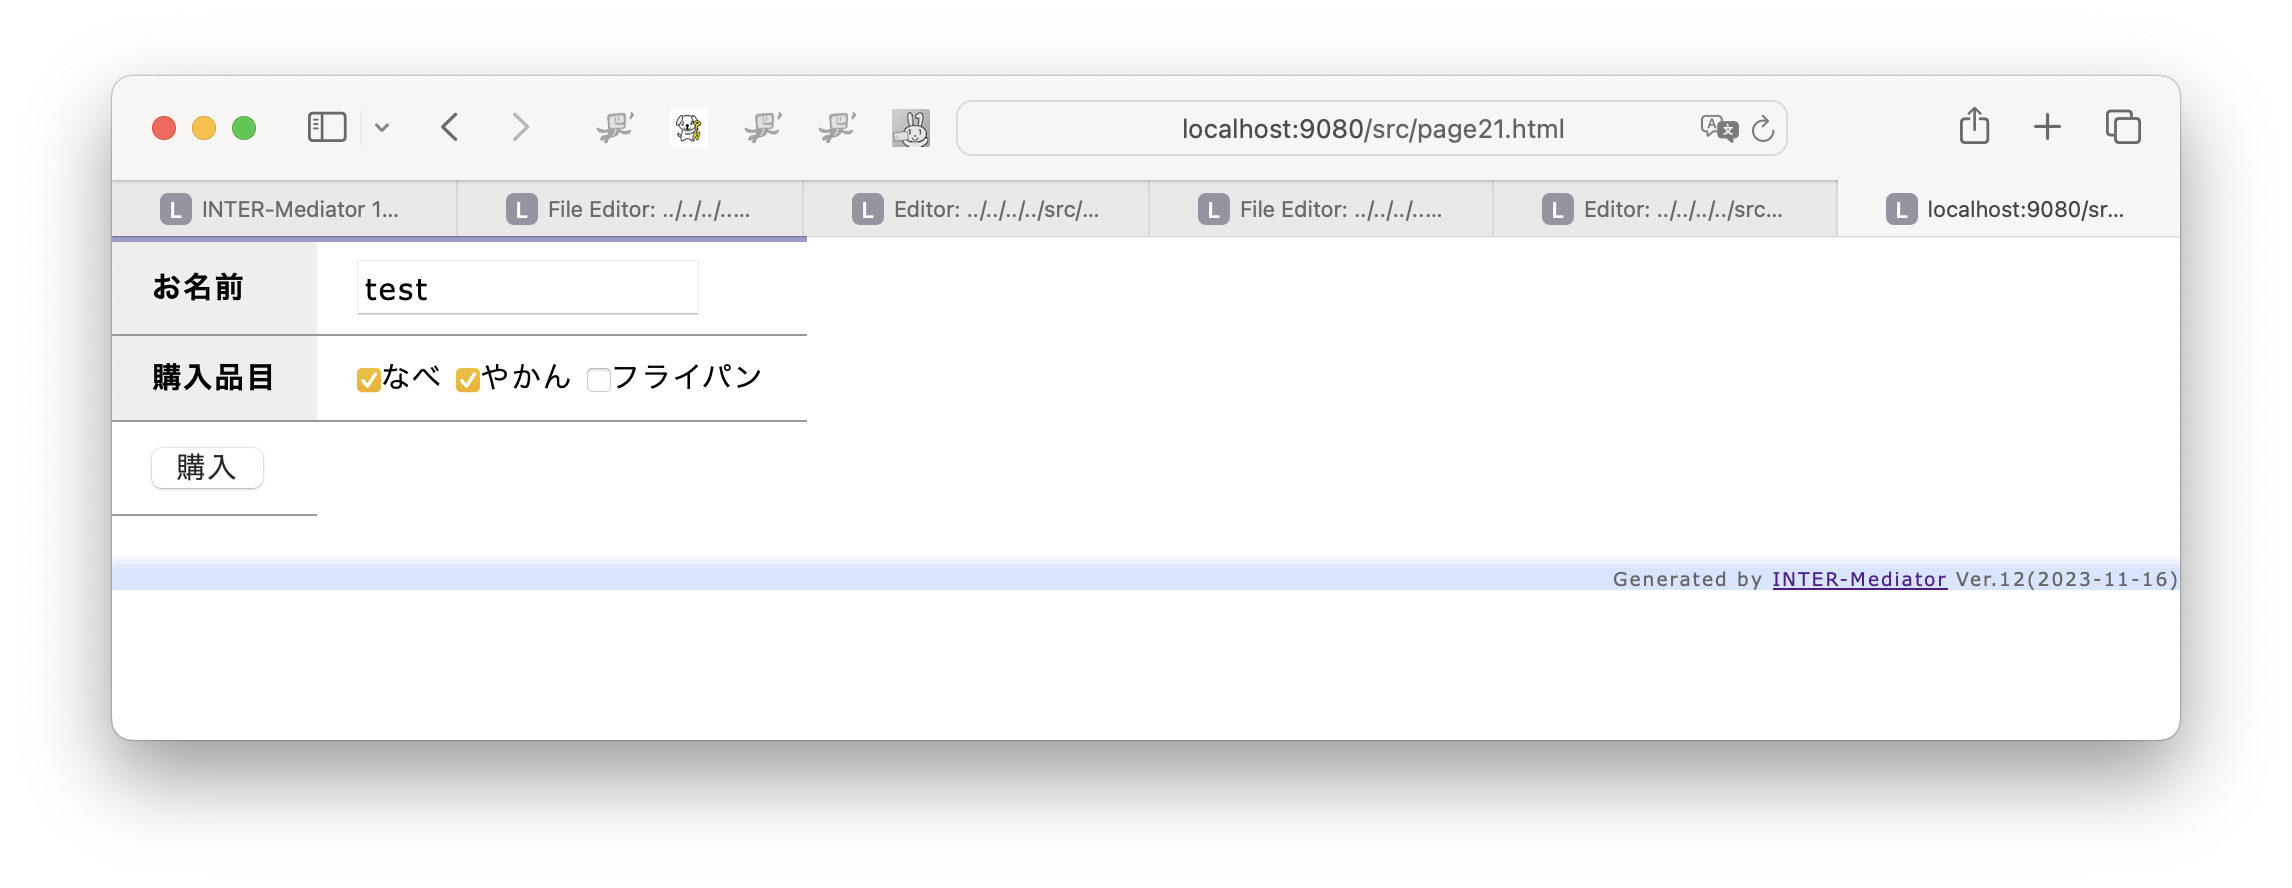 localhost:9080/src/page21.html
L INTER-Mediator 1...
L File Editor: ../../../.....
L Editor: ../../../../src/...
L File Editor: ../../../.....
L Editor: ../../../../src...
L localhost:9080/sr...
お名前 test
購入品目 なべ やかん フライパン
購入
Generated by INTER-Mediator Ver.12(2023-11-16)